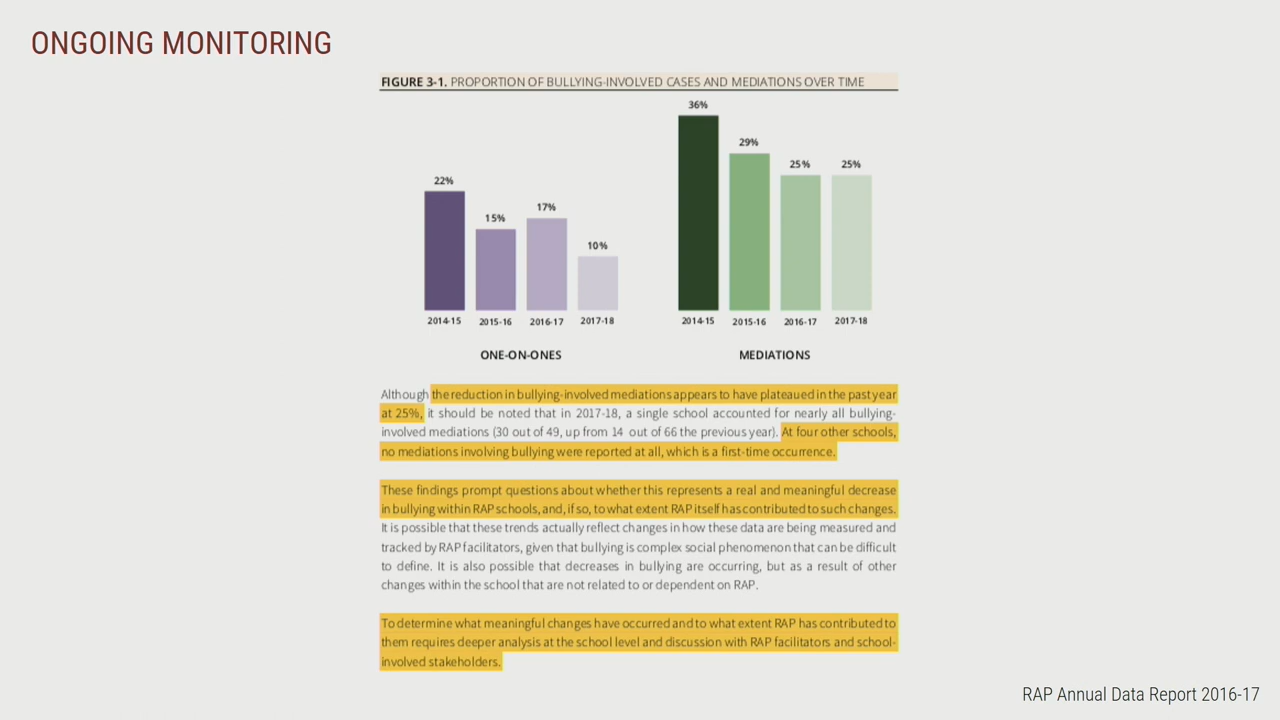 ONGOING MONITORING
FIGURE 3-1. PROPORTION OF BULLYING-INVOLVED CASES AND MEDIATIONS OVER TIME
36%
29%
25%
25%
22%
17%
15%
10%
2014-15
2015-16
2016-17
2017-18
2014-15
2015-16
2016-17
2017-18
ONE-ON-ONES
MEDIATIONS
Although the reduction in bullying-involved mediations appears to have plateaued in the past year
at 25%, it should be noted that in 2017-18, a single school accounted for nearly all bullying-
involved mediations (30 out of 49, up from 14 out of 66 the previous year). At four other schools,
no mediations involving bullying were reported at all, which is a first-time occurrence.
These findings prompt questions about whether this represents a real and meaningful decrease
in bullying within RAP schools, and, if so, to what extent RAP itself has contributed to such changes.
It is possible that these trends actually reflect changes in how these data are being measured and
tracked by RAP facilitators, given that bullying is complex social phenomenon that can be difficult
to define. It is also possible that decreases in bullying are occurring, but as a result of other
changes within the school that are not related to or dependent on RAP.
To determine what meaningful changes have occurred and to what extent RAP has contributed to
them requires deeper analysis at the school level and discussion with RAP facilitators and school-
involved stakeholders.
RAP Annual Data Report 2016-17